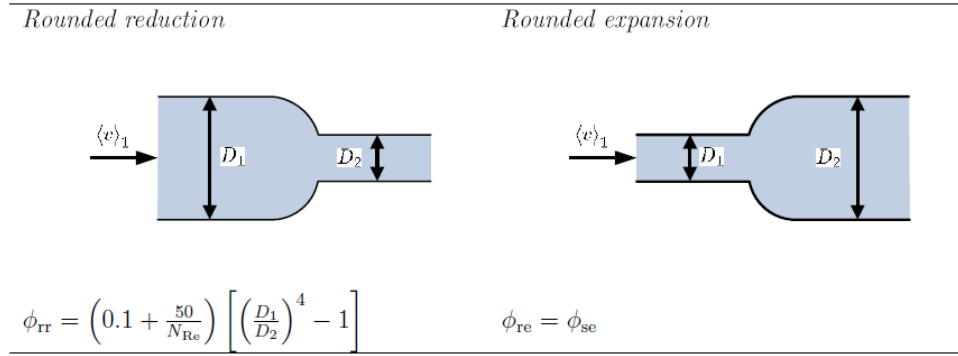 Rounded reduction
Rounded expansion
⟨v⟩₁
D₁
D₂
⟨v⟩₁
D₁
D₂
ϕ_rr = (0.1 + 50/N_Re) [(D₁/D₂)⁴ − 1]
ϕ_re = ϕ_se